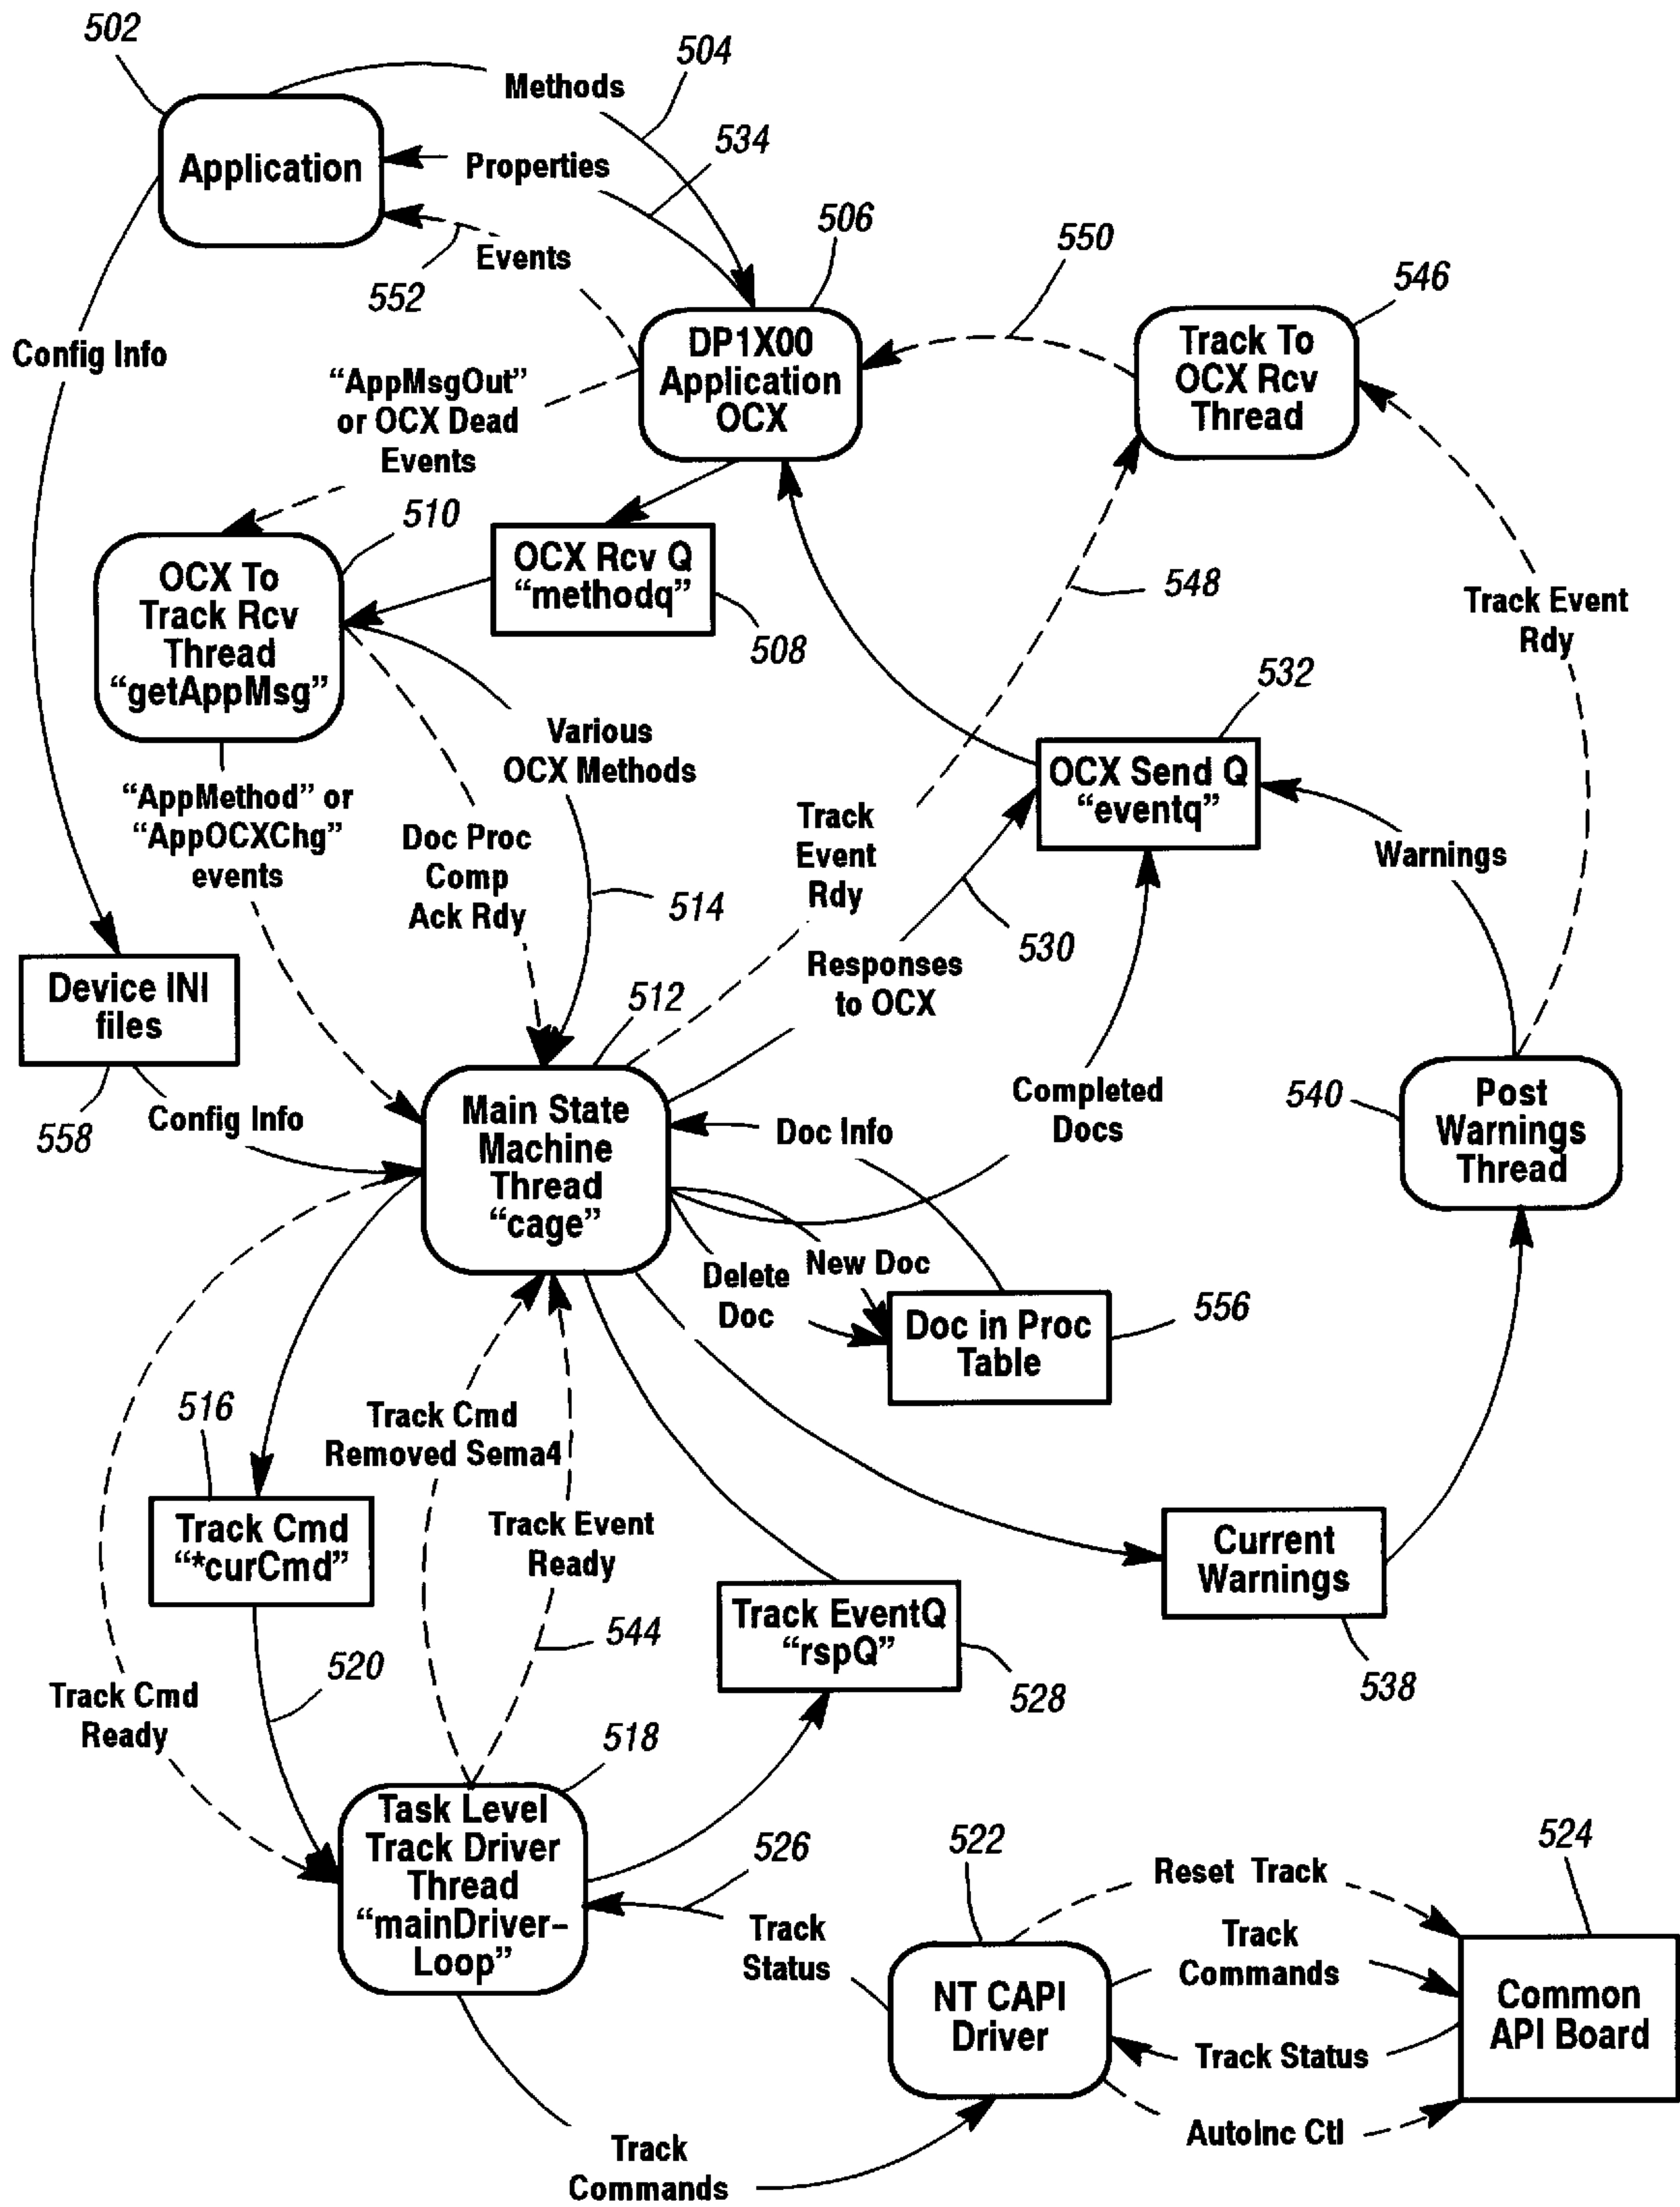 502
504
Methods
534
Application
Properties
506
550
546
Events
552
Config Info
DP1X00
Application
OCX
Track To
OCX Rcv
Thread
“AppMsgOut”
or OCX Dead
Events
510
OCX To
Track Rcv
Thread
“getAppMsg”
OCX Rcv Q
“methodq”
508
548
Track Event
Rdy
532
Various
OCX Methods
OCX Send Q
“eventq”
“AppMethod” or
“AppOCXChg”
events
Doc Proc
Comp
Ack Rdy
514
Track
Event
Rdy
530
Warnings
Responses
to OCX
Device INI
files
512
558
Config Info
Main State
Machine
Thread
“cage”
Doc Info
Completed
Docs
540
Post
Warnings
Thread
Delete
Doc
New Doc
Doc in Proc
Table
556
516
Track Cmd
Removed Sema4
Track Cmd
“*curCmd”
Track Event
Ready
Current
Warnings
538
544
Track EventQ
“rspQ”
528
520
Track Cmd
Ready
518
Task Level
Track Driver
Thread
“mainDriver–
Loop”
526
Track
Status
522
524
Reset Track
Track
Commands
NT CAPI
Driver
Common
API Board
Track Status
AutoInc Ctl
Track
Commands